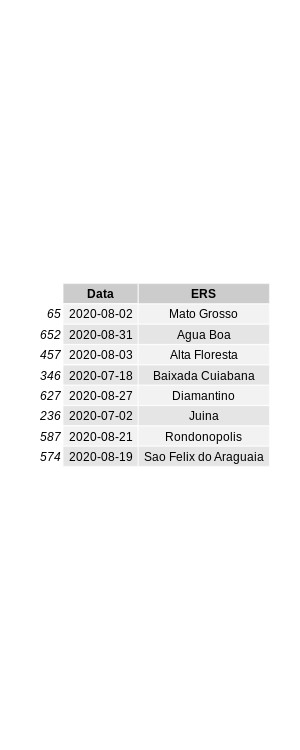 Data ERS
65 2020-08-02 Mato Grosso
652 2020-08-31 Agua Boa
457 2020-08-03 Alta Floresta
346 2020-07-18 Baixada Cuiabana
627 2020-08-27 Diamantino
236 2020-07-02 Juina
587 2020-08-21 Rondonopolis
574 2020-08-19 Sao Felix do Araguaia